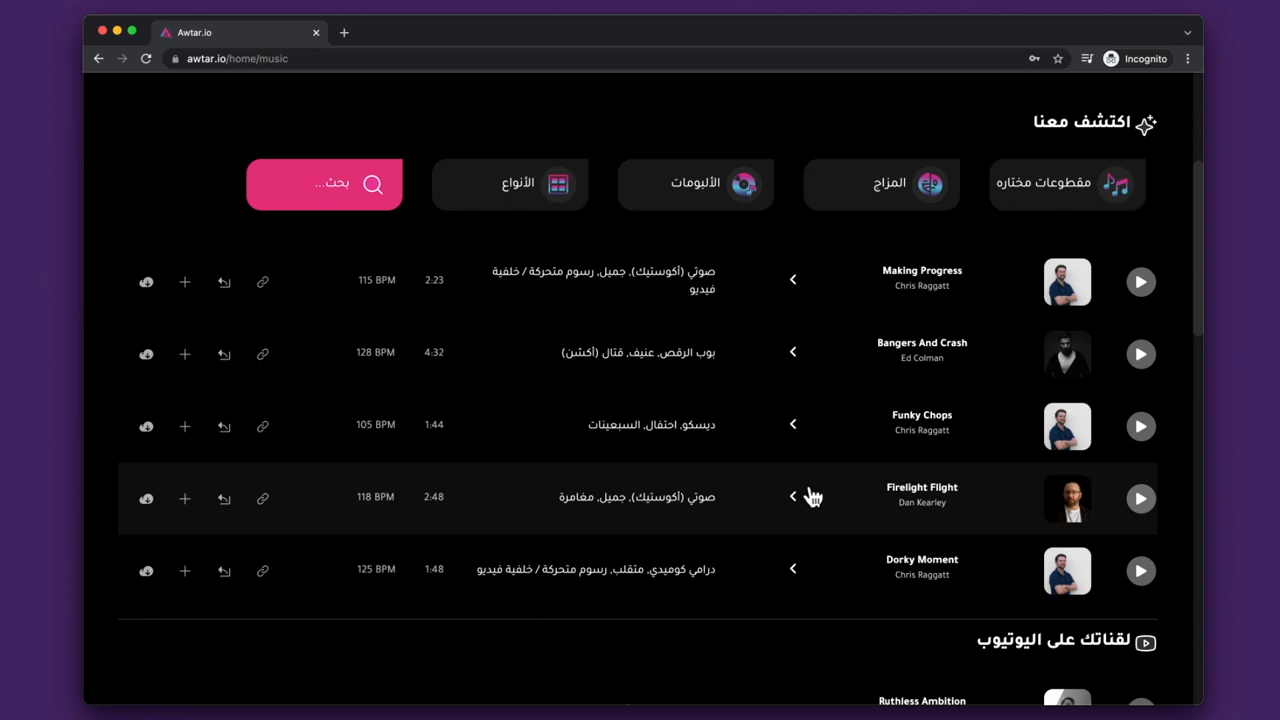 Awtar.io
awtar.io/home/music
Incognito
اكتشف معنا
مقطوعات مختاره
المزاج
الألبومات
الأنواع
بحث...
Making Progress
Chris Raggatt
صوتي (أكوستيك), جميل, رسوم متحركة / خلفية
فيديو
2:23
115 BPM
Bangers And Crash
Ed Colman
بوب الرقص, عنيف, قتال (أكشن)
4:32
128 BPM
Funky Chops
Chris Raggatt
ديسكو, احتفال, السبعينات
1:44
105 BPM
Firelight Flight
Dan Kearley
صوتي (أكوستيك), جميل, مغامرة
2:48
118 BPM
Dorky Moment
Chris Raggatt
درامي كوميدي, متقلب, رسوم متحركة / خلفية فيديو
1:48
125 BPM
لقناتك على اليوتيوب
Ruthless Ambition